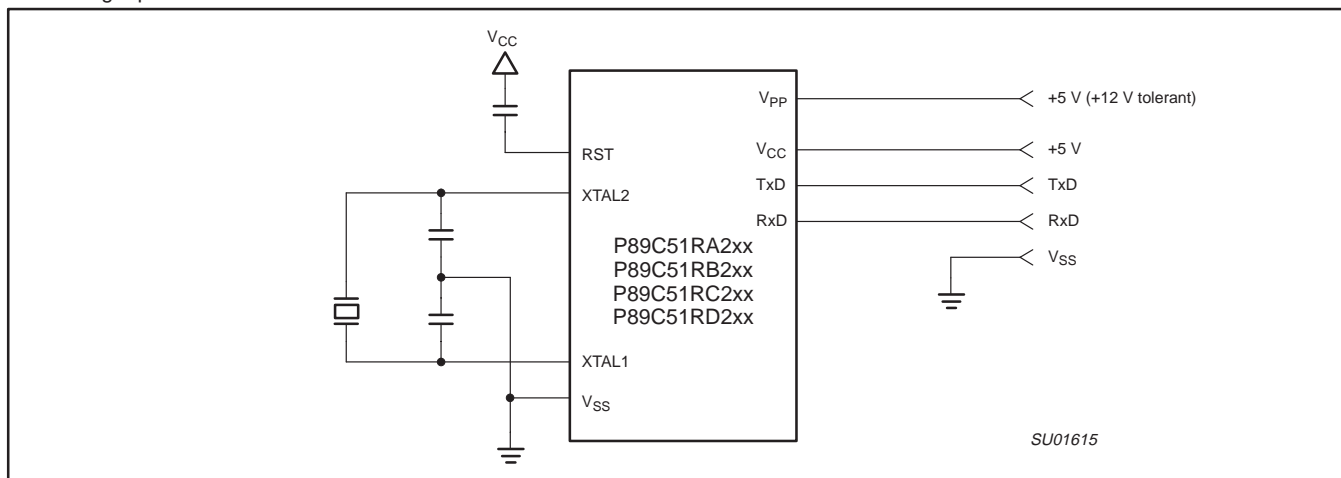 VCC
VPP
+5 V (+12 V tolerant)
RST
VCC
+5 V
TxD
TxD
XTAL2
RxD
RxD
P89C51RA2xx
P89C51RB2xx
P89C51RC2xx
P89C51RD2xx
VSS
XTAL1
VSS
SU01615